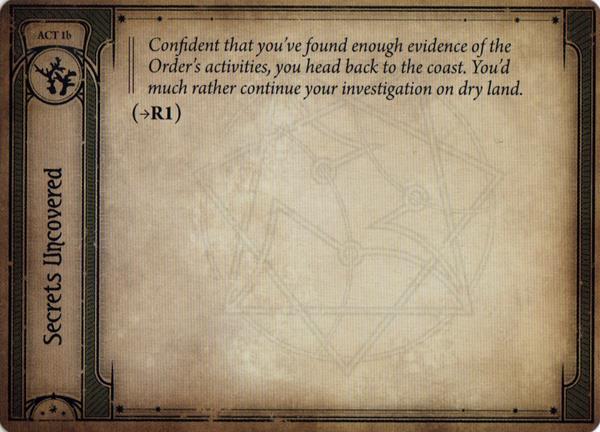 ACT 1b
Secrets Uncovered
Confident that you've found enough evidence of the
Order's activities, you head back to the coast. You'd
much rather continue your investigation on dry land.
(→R1)